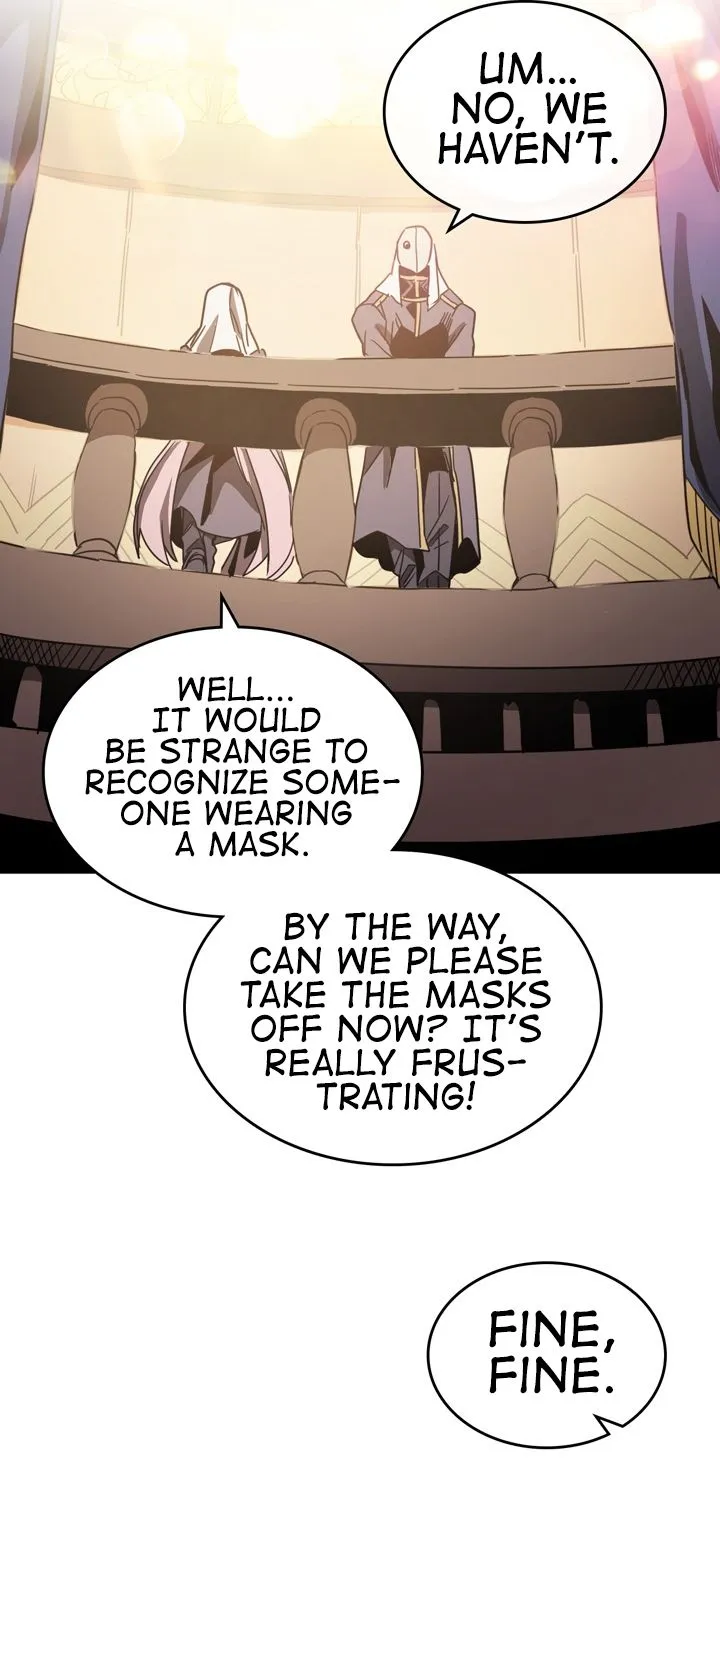 UM...
NO, WE
HAVEN'T.
WELL...
IT WOULD
BE STRANGE TO
RECOGNIZE SOME-
ONE WEARING
A MASK.
BY THE WAY,
CAN WE PLEASE
TAKE THE MASKS
OFF NOW? IT'S
REALLY FRUS-
TRATING!
FINE,
FINE.